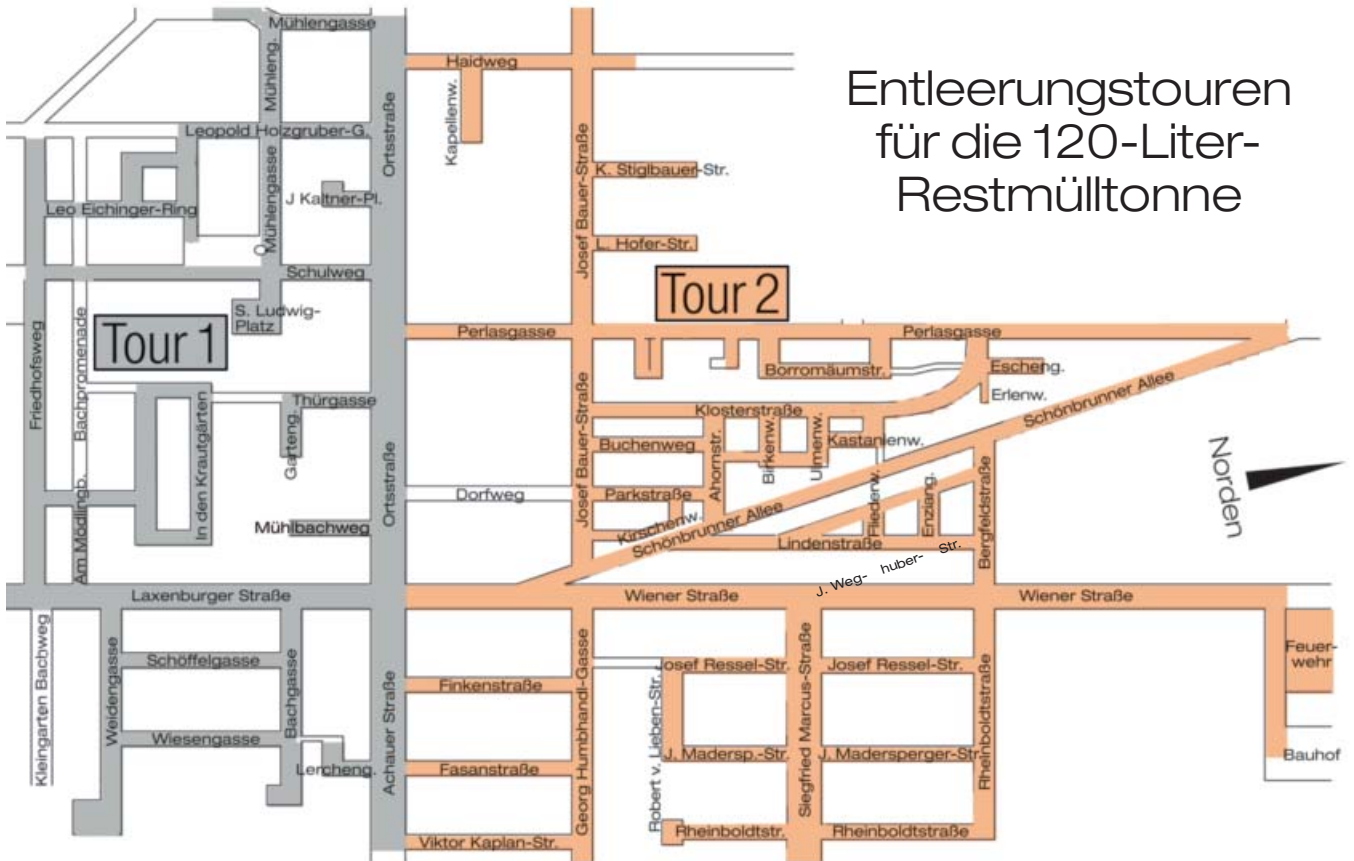 Entleerungstouren
für die 120-Liter-
Restmülltonne
Mühlengasse
Mühleng.
Haidweg
Kapellenw.
Ortsstraße
Leopold Holzgruber-G.
Josef Bauer-Straße
K. Stiglbauer-Str.
J Kaltner-Pl.
Leo Eichinger-Ring
Mühlengasse
L. Hofer-Str.
Schulweg
Tour 2
S. Ludwig-
Platz
Tour 1
Perlasgasse
Perlasgasse
Friedhofsweg
Bachpromenade
Borromäumstr.
Escheng.
Erlenw.
Schönbrunner Allee
Thürgasse
Klosterstraße
In den Krautgärten
Garteng.
Ortsstraße
Josef Bauer-Straße
Buchenweg
Ahornstr.
Birkenw.
Ulmenw.
Kastanienw.
Norden
Dorfweg
Parkstraße
Am Mödlingb.
Mühlbachweg
Kirschenw.
Schönbrunner Allee
Fliederw.
Enziang.
Bergfeldstraße
Lindenstraße
J. Weg- huber- Str.
Laxenburger Straße
Wiener Straße
Wiener Straße
Kleingarten Bachweg
Weidengasse
Schöffelgasse
Bachgasse
Achauer Straße
Finkenstraße
Georg Humbhandl-Gasse
Robert v. Lieben-Str.
Josef Ressel-Str.
Siegfried Marcus-Straße
Josef Ressel-Str.
Rheinboldtstraße
Feuer-
wehr
Wiesengasse
Lercheng.
Fasanstraße
J. Madersp.-Str.
J. Madersperger-Str.
Bauhof
Viktor Kaplan-Str.
Rheinboldtstr.
Rheinboldtstraße